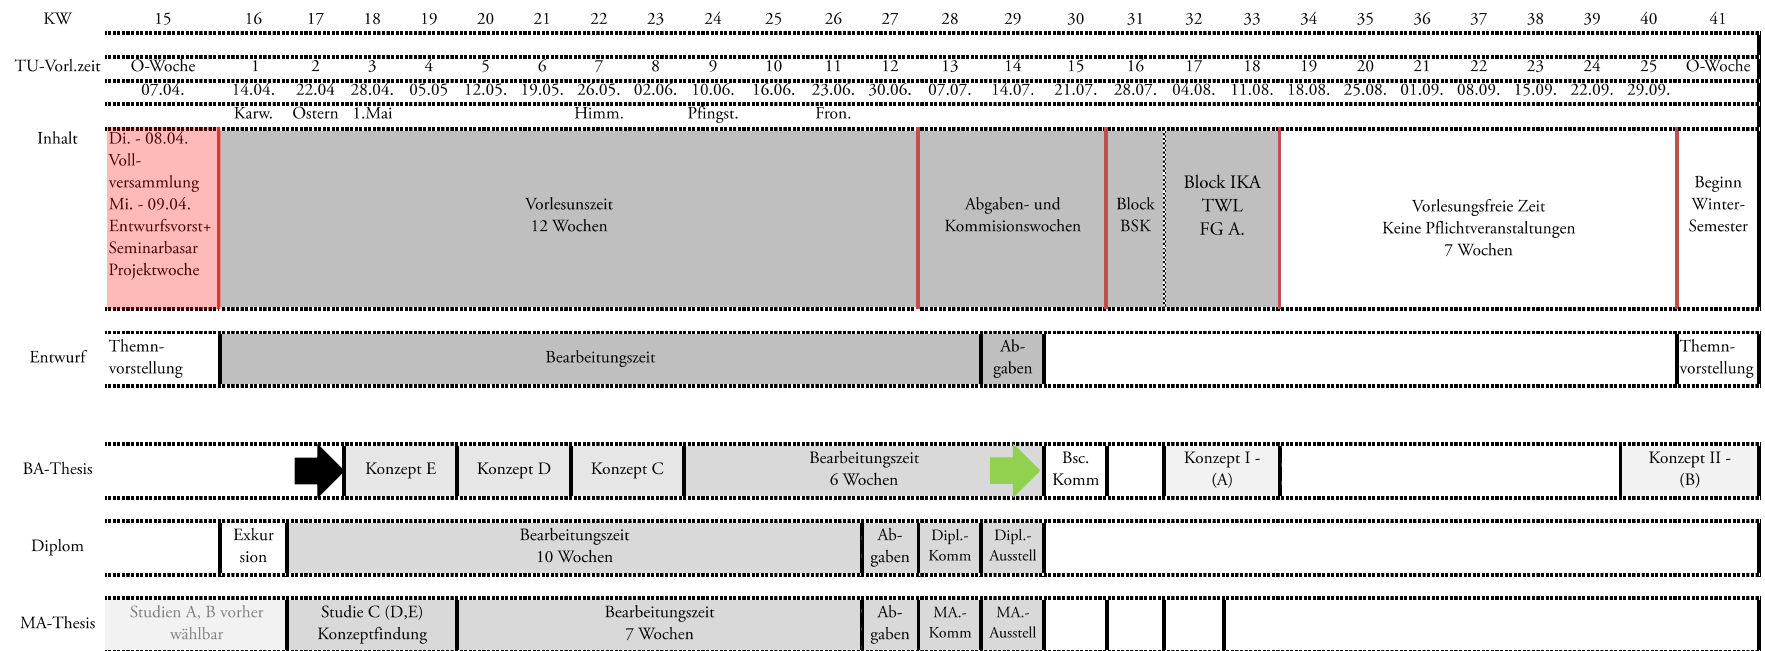 KW 15 16 17 18 19 20 21 22 23 24 25 26 27 28 29 30 31 32 33 34 35 36 37 38 39 40 41
TU-Vorl.zeit O-Woche 1 2 3 4 5 6 7 8 9 10 11 12 13 14 15 16 17 18 19 20 21 22 23 24 25 O-Woche
07.04. 14.04. 22.04 28.04. 05.05 12.05. 19.05. 26.05. 02.06. 10.06. 16.06. 23.06. 30.06. 07.07. 14.07. 21.07. 28.07. 04.08. 11.08. 18.08. 25.08. 01.09. 08.09. 15.09. 22.09. 29.09.
Karw. Ostern 1.Mai Himm. Pfingst. Fron.
Inhalt
Di. - 08.04.
Voll-
versammlung
Mi. - 09.04.
Entwurfsvorst+
Seminarbasar
Projektwoche
Vorlesunszeit
12 Wochen
Abgaben- und
Kommisionswochen
Block
BSK
Block IKA
TWL
FG A.
Vorlesungsfreie Zeit
Keine Pflichtveranstaltungen
7 Wochen
Beginn
Winter-
Semester
Entwurf
Themn-
vorstellung
Bearbeitungszeit
Ab-
gaben
Themn-
vorstellung
BA-Thesis
Konzept E
Konzept D
Konzept C
Bearbeitungszeit
6 Wochen
Bsc.
Komm
Konzept I -
(A)
Konzept II -
(B)
Diplom
Exkur
sion
Bearbeitungszeit
10 Wochen
Ab-
gaben
Dipl.-
Komm
Dipl.-
Ausstell
MA-Thesis
Studien A, B vorher
wählbar
Studie C (D,E)
Konzeptfindung
Bearbeitungszeit
7 Wochen
Ab-
gaben
MA.-
Komm
MA.-
Ausstell